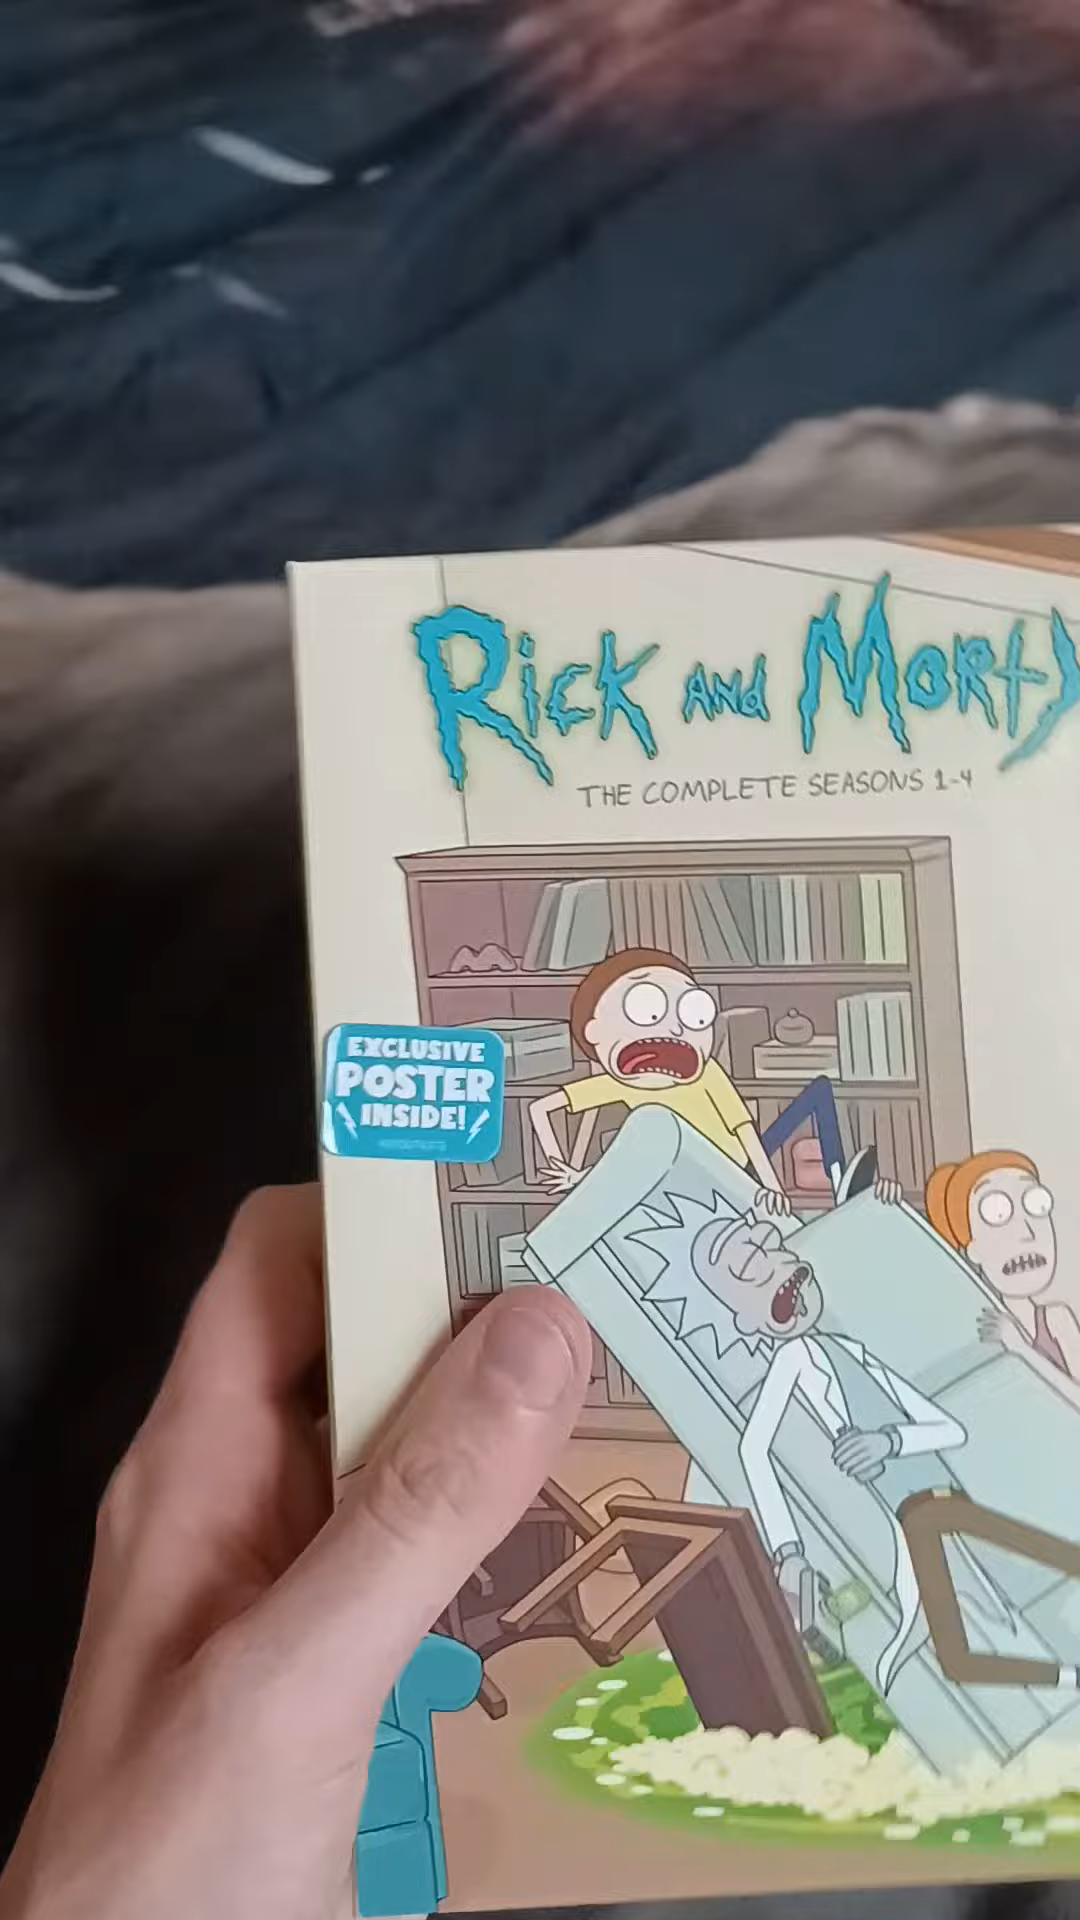 Rick and Morty
THE COMPLETE SEASONS 1-4
EXCLUSIVE
POSTER
INSIDE!